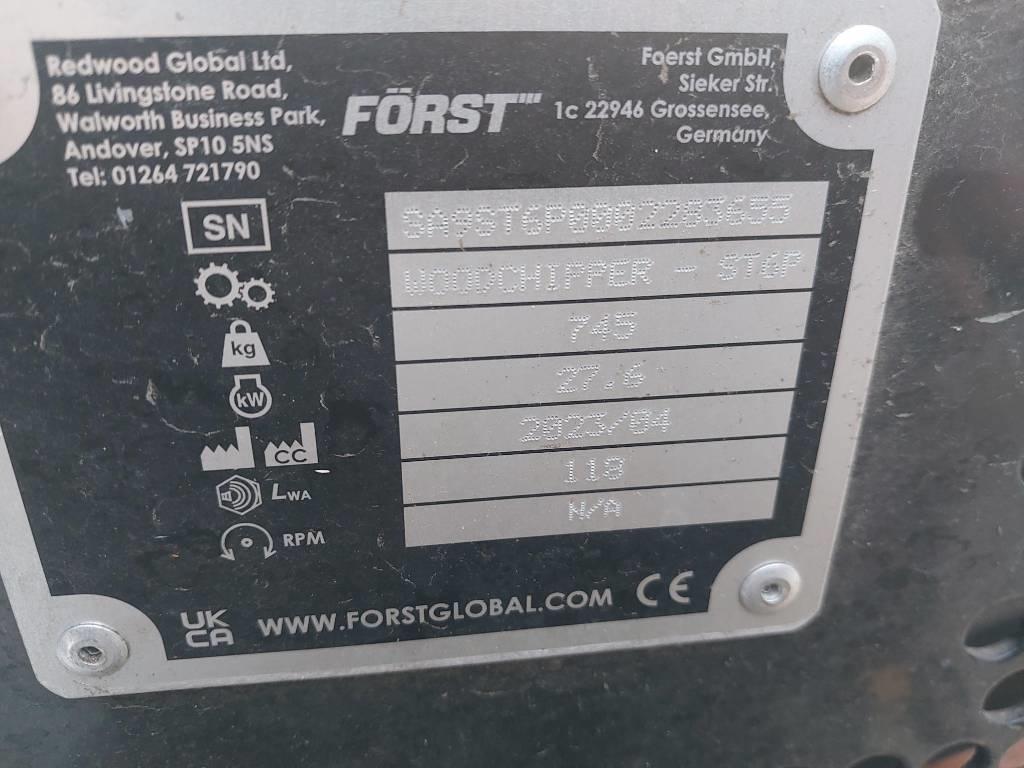 Redwood Global Ltd,
86 Livingstone Road,
Walworth Business Park,
Andover, SP10 5NS
Tel: 01264 721790
FÖRST
Foerst GmbH,
Sieker Str.
1c 22946 Grossensee,
Germany
SN SA9ST6P0002283655
WOODCHIPPER - ST6P
kg 745
kW 27.6
CC 2023/04
LWA 118
RPM N/A
UK CA WWW.FORSTGLOBAL.COM CE